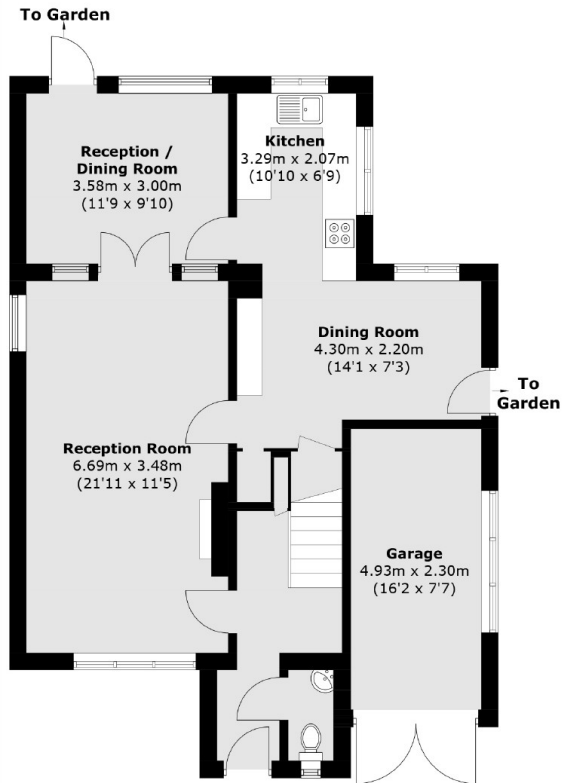 To Garden
Reception /
Dining Room
3.58m x 3.00m
(11'9 x 9'10)
Kitchen
3.29m x 2.07m
(10'10 x 6'9)
Dining Room
4.30m x 2.20m
(14'1 x 7'3)
To
Garden
Reception Room
6.69m x 3.48m
(21'11 x 11'5)
Garage
4.93m x 2.30m
(16'2 x 7'7)